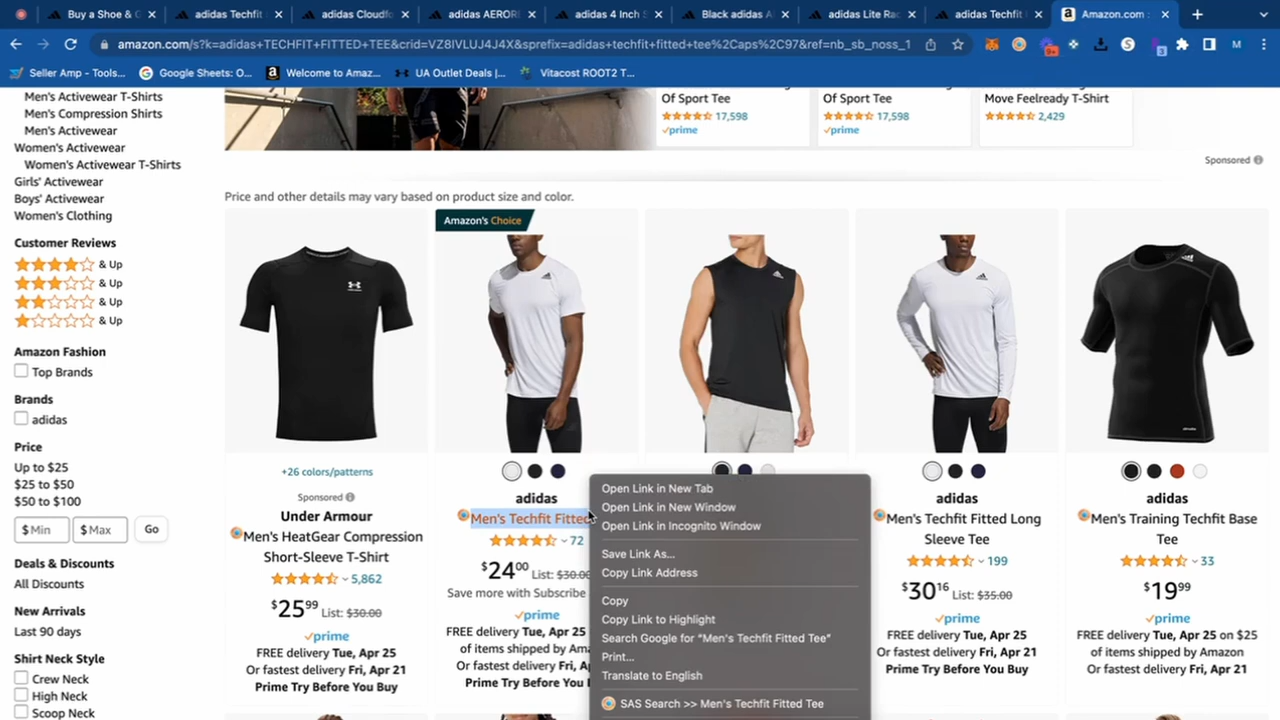 Buy a Shoe & C
adidas Techfit
adidas Cloudfo
adidas AEROR
adidas 4 Inch S
Black adidas A
adidas Lite Rac
adidas Techfit
Amazon.com :
amazon.com/s?k=adidas+TECHFIT+FITTED+TEE&crid=VZ8IVLUJ4J4X&sprefix=adidas+techfit+fitted+tee%2Caps%2C97&ref=nb_sb_noss_1
9+
3
M
Seller Amp - Tools...
Google Sheets: O...
Welcome to Amaz...
UA Outlet Deals |...
Vitacost ROOT2 T...
Men's Activewear T-Shirts
Men's Compression Shirts
Men's Activewear
Women's Activewear
Women's Activewear T-Shirts
Girls' Activewear
Boys' Activewear
Women's Clothing
Customer Reviews
& Up
& Up
& Up
& Up
Amazon Fashion
Top Brands
Brands
adidas
Price
Up to $25
$25 to $50
$50 to $100
$ Min
$ Max
Go
Deals & Discounts
All Discounts
New Arrivals
Last 90 days
Shirt Neck Style
Crew Neck
High Neck
Scoop Neck
Of Sport Tee
17,598
prime
Of Sport Tee
17,598
prime
Move Feelready T-Shirt
2,429
Sponsored
Price and other details may vary based on product size and color.
+26 colors/patterns
Sponsored
Under Armour
Men's HeatGear Compression
Short-Sleeve T-Shirt
5,862
$25.99 List: $30.00
prime
FREE delivery Tue, Apr 25
Or fastest delivery Fri, Apr 21
Prime Try Before You Buy
Amazon's Choice
adidas
Men's Techfit Fitted
72
$24.00 List: $30.00
Save more with Subscribe
prime
FREE delivery Tue, Apr 25
of items shipped by Ama
Or fastest delivery Fri, A
Prime Try Before You
Open Link in New Tab
Open Link in New Window
Open Link in Incognito Window
Save Link As...
Copy Link Address
Copy
Copy Link to Highlight
Search Google for "Men's Techfit Fitted Tee"
Print...
Translate to English
SAS Search >> Men's Techfit Fitted Tee
adidas
Men's Techfit Fitted Long
Sleeve Tee
199
$30.16 List: $35.00
prime
FREE delivery Tue, Apr 25
Or fastest delivery Fri, Apr 21
Prime Try Before You Buy
adidas
Men's Training Techfit Base
Tee
33
$19.99
prime
FREE delivery Tue, Apr 25 on $25
of items shipped by Amazon
Or fastest delivery Fri, Apr 21